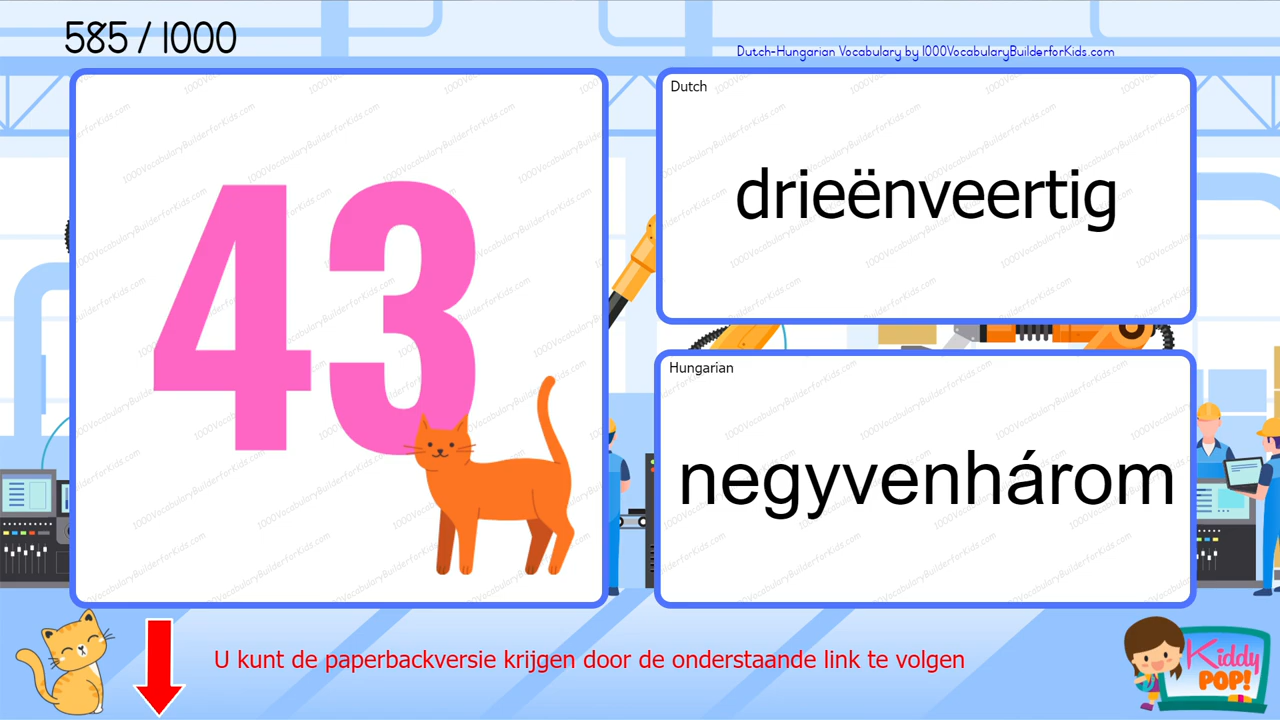 585 / 1000
Dutch-Hungarian Vocabulary by 1000VocabularyBuilderforKids.com
43
Dutch
drieënveertig
Hungarian
negyvenhárom
U kunt de paperbackversie krijgen door de onderstaande link te volgen
Kiddy
POP!